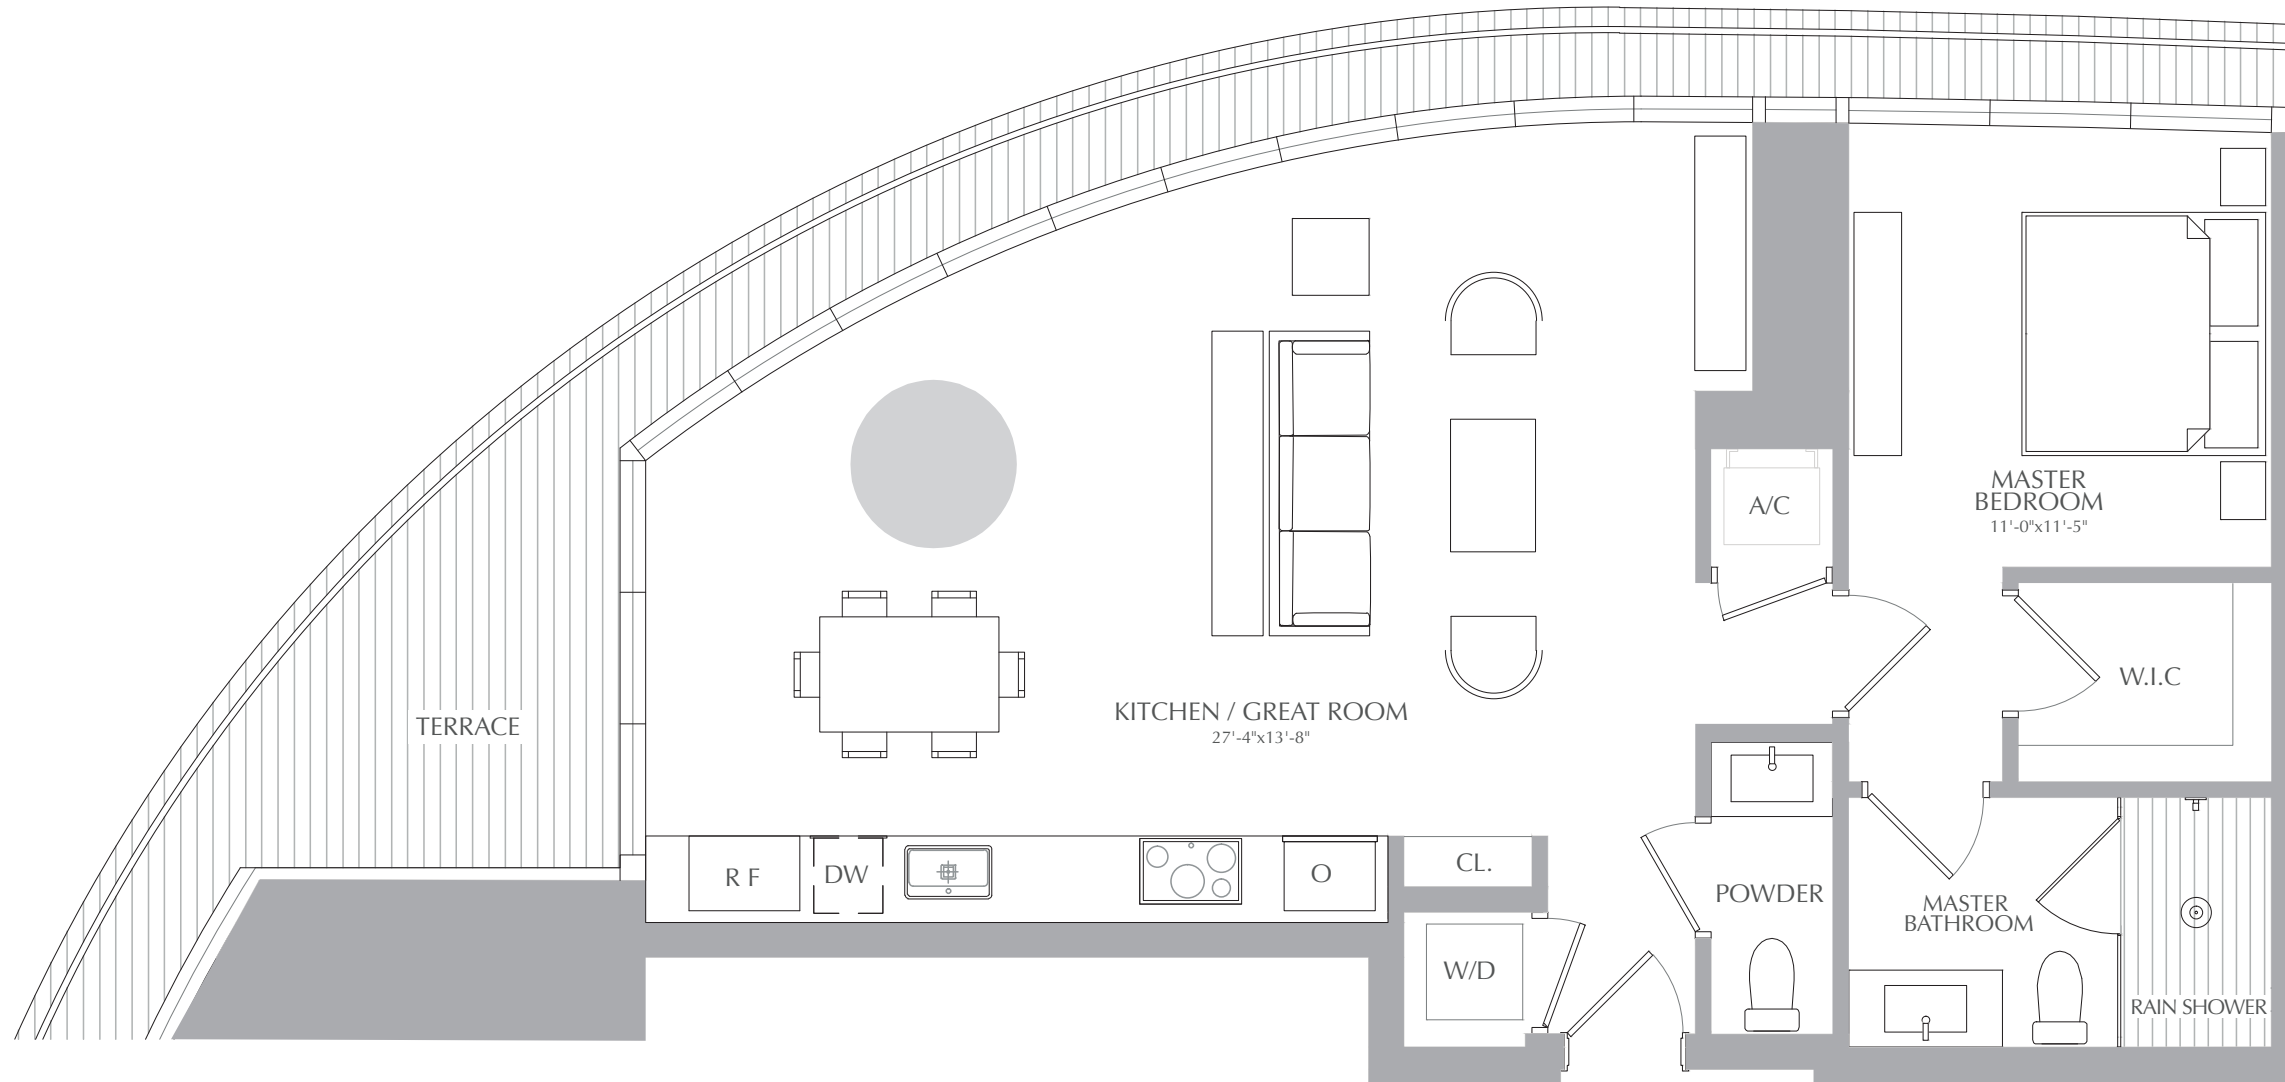 A/C
MASTER
BEDROOM
11'-0"x11'-5"
W.I.C
TERRACE
KITCHEN / GREAT ROOM
27'-4"x13'-8"
R F
DW
O
CL.
POWDER
MASTER
BATHROOM
W/D
RAIN SHOWER